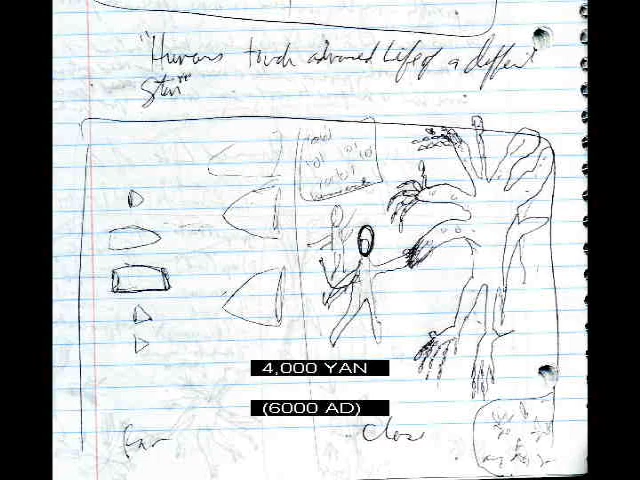 "Humans touch advanced life of a different
star"
4,000 YAN
(6000 AD)
Far
Close